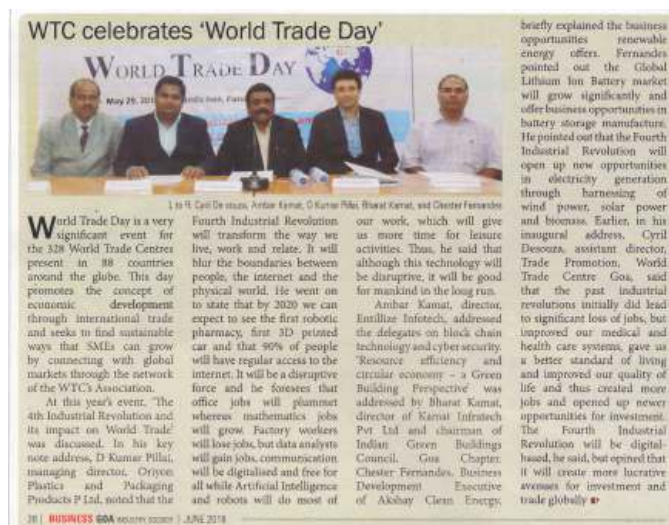 WTC celebrates 'World Trade Day'
WORLD TRADE DAY
May 29, 201
L to R: Cyril De souza, Ambar Kamat, D Kumar Pillai, Bharat Kamat, and Chester Fernandes
World Trade Day is a very
significant event for
the 328 World Trade Centres
present in 88 countries
around the globe. This day
promotes the concept of
economic development
through international trade
and seeks to find sustainable
ways that SMEs can grow
by connecting with global
markets through the network
of the WTC's Association.
At this year's event, 'The
4th Industrial Revolution and
its impact on World Trade'
was discussed. In his key
note address, D Kumar Pillai,
managing director, Oriyon
Plastics and Packaging
Products P Ltd, noted that the
Fourth Industrial Revolution
will transform the way we
live, work and relate. It will
blur the boundaries between
people, the internet and the
physical world. He went on
to state that by 2020 we can
expect to see the first robotic
pharmacy, first 3D printed
car and that 90% of people
will have regular access to the
internet. It will be a disruptive
force and he foresees that
office jobs will plummet
whereas mathematics jobs
will grow. Factory workers
will lose jobs, but data analysts
will gain jobs, communication
will be digitalised and free for
all while Artificial Intelligence
and robots will do most of
our work, which will give
us more time for leisure
activities. Thus, he said that
although this technology will
be disruptive, it will be good
for mankind in the long run.
Ambar Kamat, director,
Entillize Infotech, addressed
the delegates on block chain
technology and cyber security.
'Resource efficiency and
circular economy – a Green
Building Perspective' was
addressed by Bharat Kamat,
director of Kamat Infratech
Pvt Ltd and chairman of
Indian Green Buildings
Council, Goa Chapter.
Chester Fernandes, Business
Development Executive
of Akshay Clean Energy,
briefly explained the business
opportunities renewable
energy offers. Fernandes
pointed out the Global
Lithium Ion Battery market
will grow significantly and
offer business opportunities in
battery storage manufacture.
He pointed out that the Fourth
Industrial Revolution will
open up new opportunities
in electricity generation
through harnessing of
wind power, solar power
and biomass. Earlier, in his
inaugural address, Cyril
Desouza, assistant director,
Trade Promotion, World
Trade Centre Goa, said
that the past industrial
revolutions initially did lead
to significant loss of jobs, but
improved our medical and
health care systems, gave us
a better standard of living
and improved our quality of
life and thus created more
jobs and opened up newer
opportunities for investment.
The Fourth Industrial
Revolution will be digital-
based, he said, but opined that
it will create more lucrative
avenues for investment and
trade globally
BUSINESS GOA | JUNE 2018